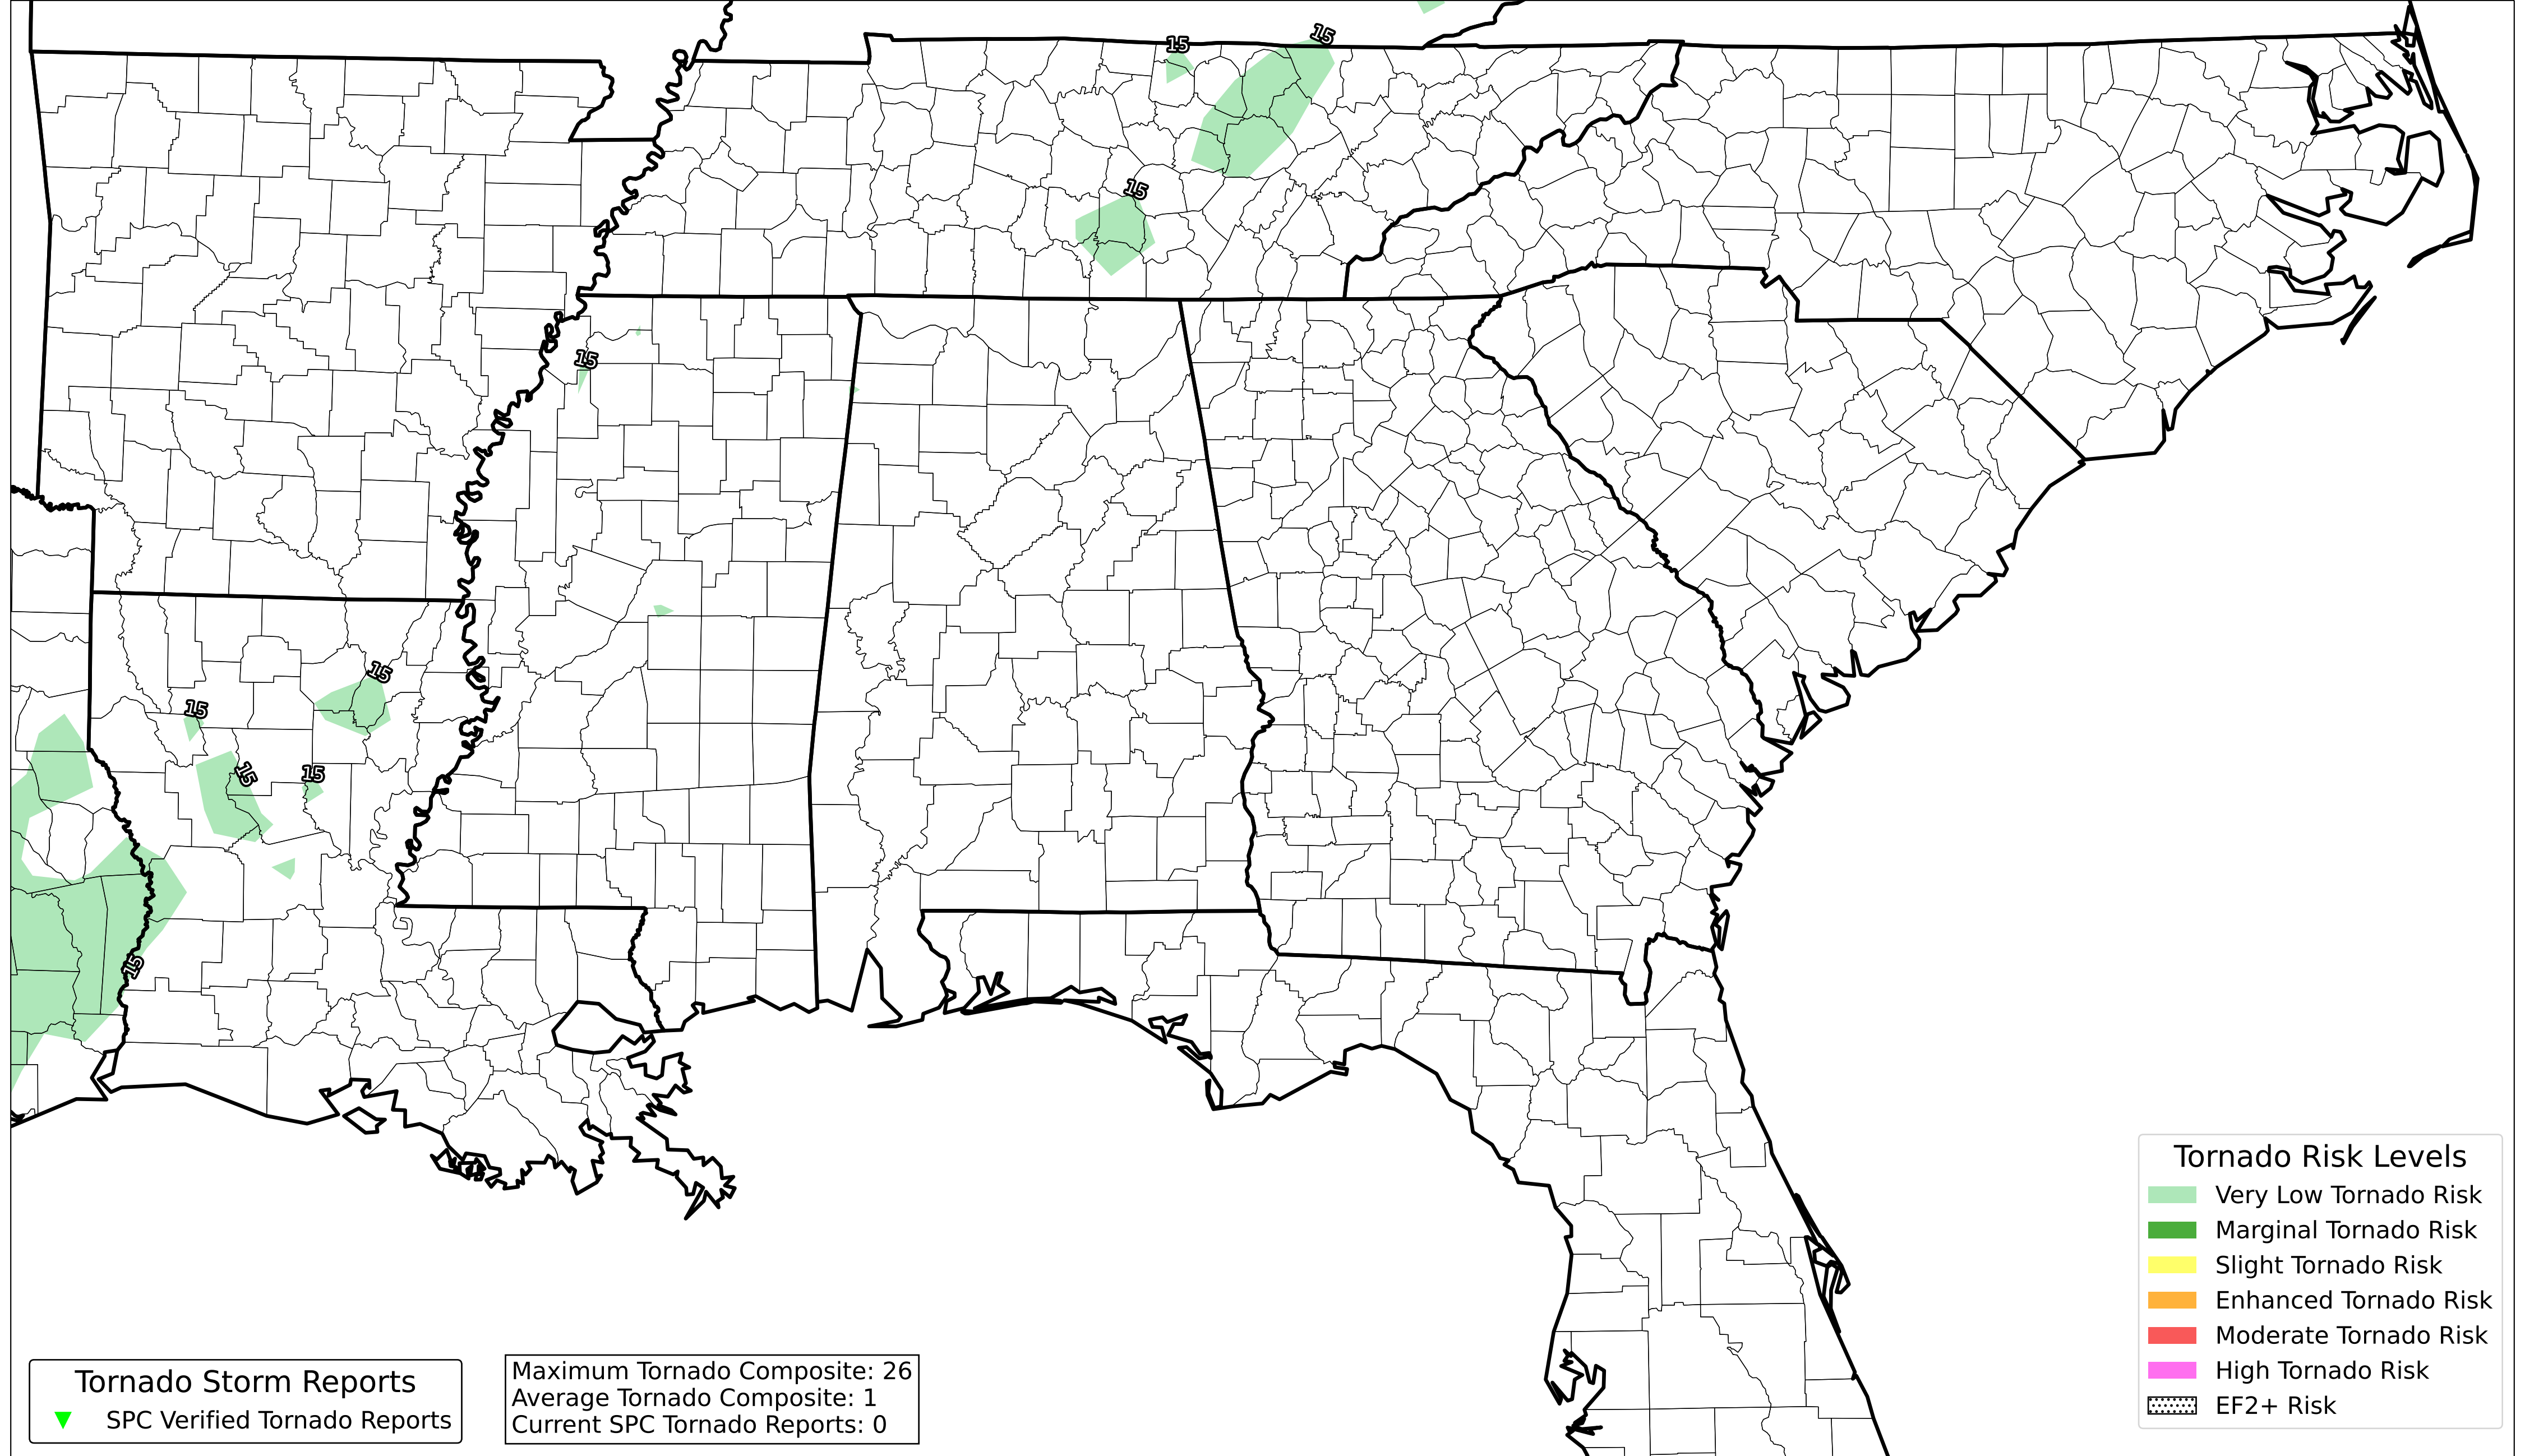 15
15
15
15
15
15
15
15
15
Tornado Risk Levels
Very Low Tornado Risk
Marginal Tornado Risk
Slight Tornado Risk
Enhanced Tornado Risk
Moderate Tornado Risk
High Tornado Risk
EF2+ Risk
Tornado Storm Reports
SPC Verified Tornado Reports
Maximum Tornado Composite: 26
Average Tornado Composite: 1
Current SPC Tornado Reports: 0